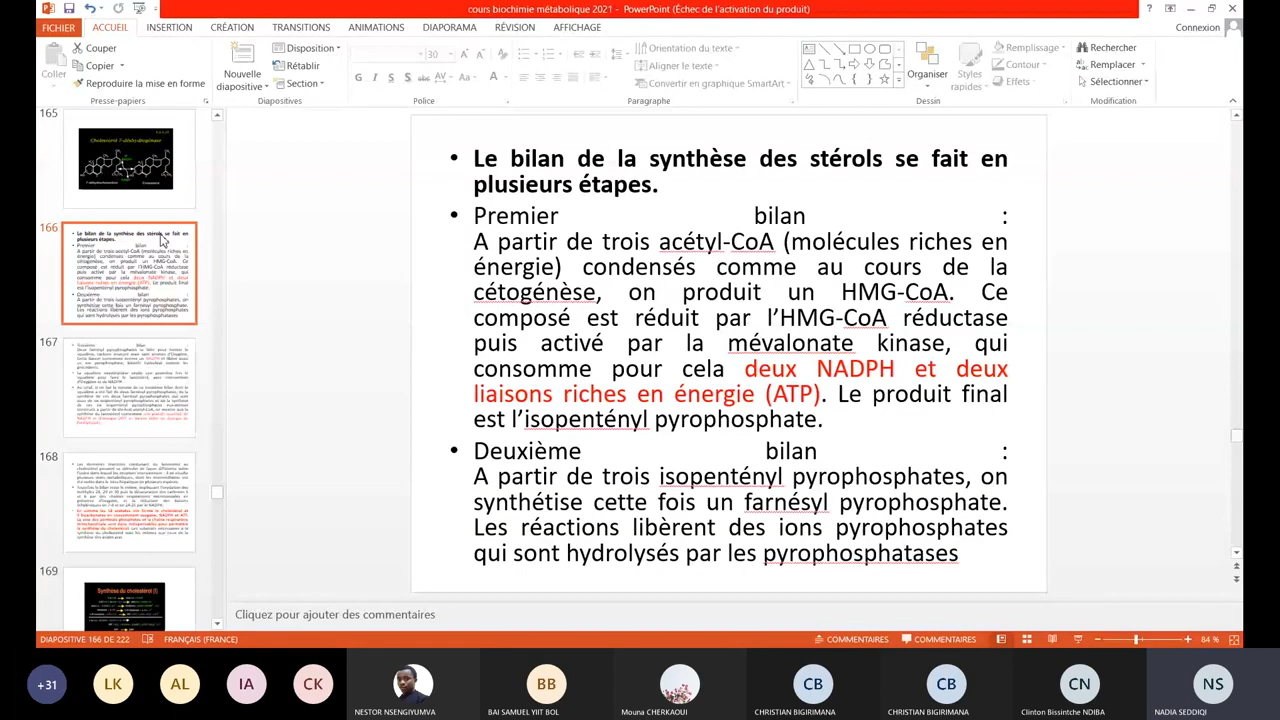 cours biochimie métabolique 2021 - PowerPoint (Échec de l'activation du produit)
FICHIER ACCUEIL INSERTION CRÉATION TRANSITIONS ANIMATIONS DIAPORAMA RÉVISION AFFICHAGE Connexion
Coller
Couper
Copier
Reproduire la mise en forme
Presse-papiers
Nouvelle diapositive
Disposition
Rétablir
Section
Diapositives
30
G I S abc AV Aa A
Police
Orientation du texte
Aligner le texte
Convertir en graphique SmartArt
Paragraphe
Organiser
Styles rapides
Remplissage
Contour
Effets
Dessin
Rechercher
Remplacer
Sélectionner
Modification
165
166
167
168
169
Synthèse du cholestérol (I)
• Le bilan de la synthèse des stérols se fait en
plusieurs étapes.
• Premier bilan :
A partir de trois acétyl-CoA (molécules riches en
énergie) condensés comme au cours de la
cétogénèse, on produit un HMG-CoA. Ce
composé est réduit par l'HMG-CoA réductase
puis activé par la mévalonate kinase, qui
consomme pour cela deux NADPH et deux
liaisons riches en énergie (ATP). Le produit final
est l'isopentényl pyrophosphate.
• Deuxième bilan :
A partir de trois isopentényl pyrophosphates, on
synthétise cette fois un farnésyl pyrophosphate.
Les réactions libèrent des ions pyrophosphates
qui sont hydrolysés par les pyrophosphatases
Cliquez pour ajouter des commentaires
DIAPOSITIVE 166 DE 222 FRANÇAIS (FRANCE) COMMENTAIRES COMMENTAIRES 84 %
+31 LK AL IA CK BB CB CB CN NS
NESTOR NSENGIYUMVA BAI SAMUEL YIIT BOL Mouna CHERKAOUI CHRISTIAN BIGIRIMANA CHRISTIAN BIGIRIMANA Clinton Bissintche NDIBA NADIA SEDDIQI